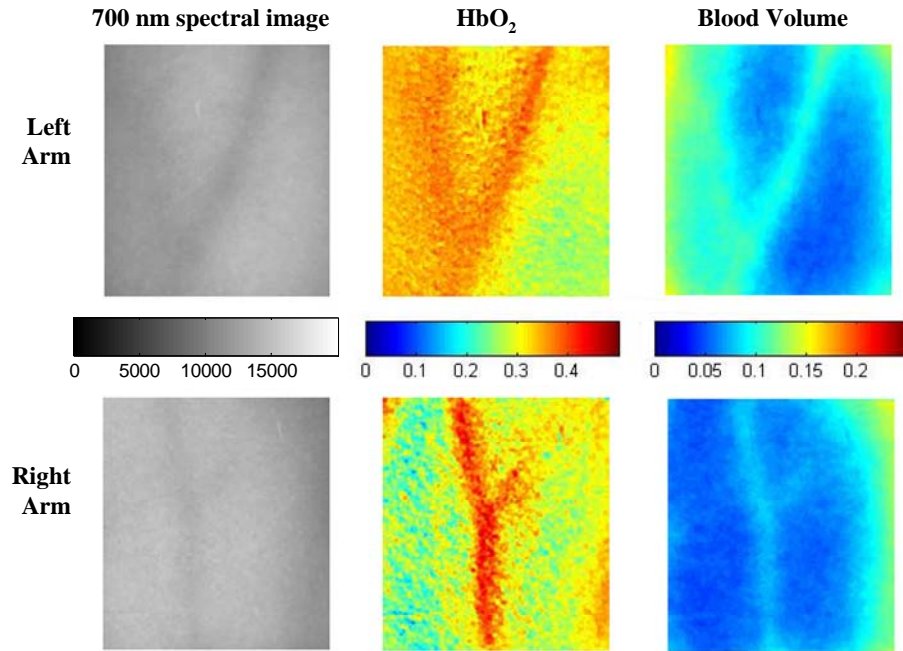 700 nm spectral image HbO₂ Blood Volume
Left
Arm
0 5000 10000 15000 0 0.1 0.2 0.3 0.4 0 0.05 0.1 0.15 0.2
Right
Arm